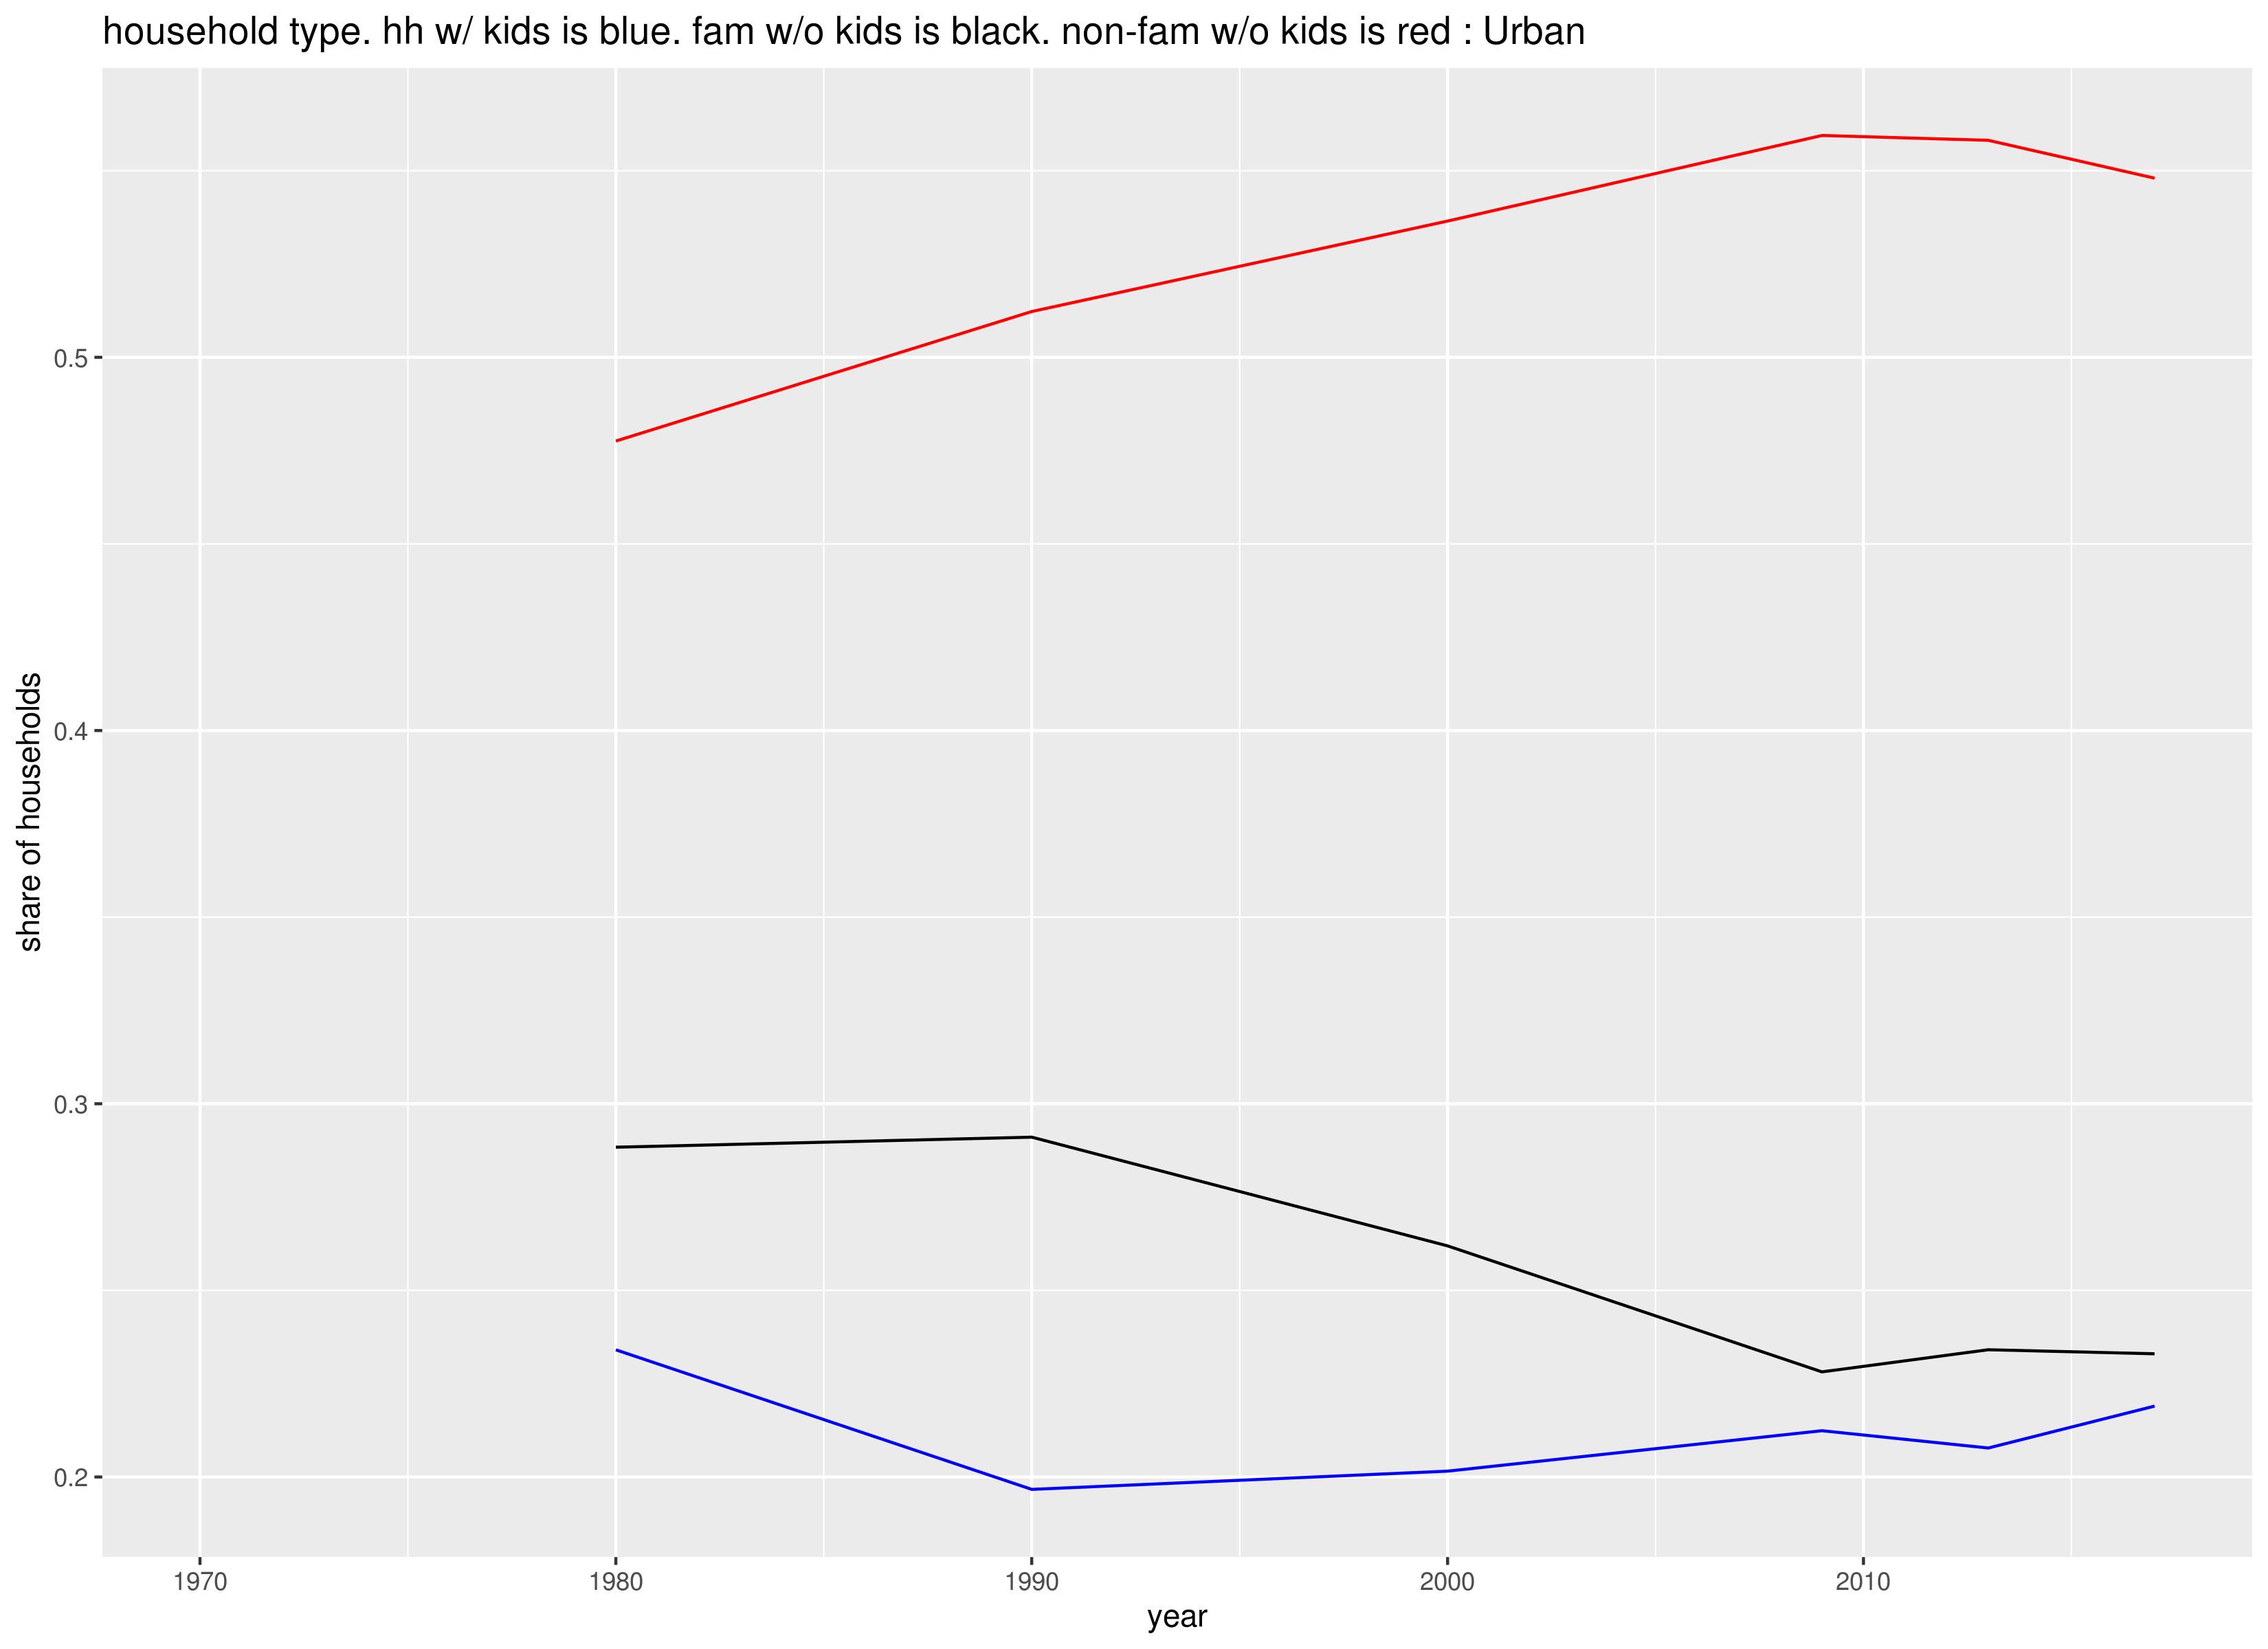 household type. hh w/ kids is blue. fam w/o kids is black. non-fam w/o kids is red : Urban
share of households
0.5
0.4
0.3
0.2
1970 1980 1990 2000 2010
year